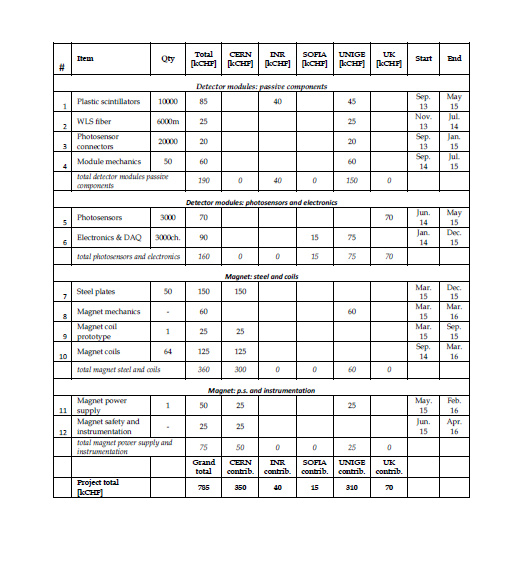 # Item Qty Total [kCHF] CERN [kCHF] INR [kCHF] SOFIA [kCHF] UNIGE [kCHF] UK [kCHF] Start End
Detector modules: passive components
1 Plastic scintillators 10000 85 40 45 Sep. 13 May 15
2 WLS fiber 6000m 25 25 Nov. 13 Jul. 14
3 Photosensor connectors 20000 20 20 Sep. 13 Jan. 15
4 Module mechanics 50 60 60 Sep. 14 Jul. 15
total detector modules passive components 190 0 40 0 150 0
Detector modules: photosensors and electronics
5 Photosensors 3000 70 70 Jun. 14 May 15
6 Electronics & DAQ 3000ch. 90 15 75 Jan. 14 Dec. 15
total photosensors and electronics 160 0 0 15 75 70
Magnet: steel and coils
7 Steel plates 50 150 150 Mar. 15 Dec. 15
8 Magnet mechanics - 60 60 Mar. 15 Mar. 16
9 Magnet coil prototype 1 25 25 Mar. 15 Sep. 15
10 Magnet coils 64 125 125 Sep. 14 Mar. 16
total magnet steel and coils 360 300 0 0 60 0
Magnet: p.s. and instrumentation
11 Magnet power supply 1 50 25 25 May. 15 Feb. 16
12 Magnet safety and instrumentation - 25 25 Jun. 15 Apr. 16
total magnet power supply and instrumentation 75 50 0 0 25 0
Grand total CERN contrib. INR contrib. SOFIA contrib. UNIGE contrib. UK contrib.
Project total [kCHF] 785 350 40 15 310 70